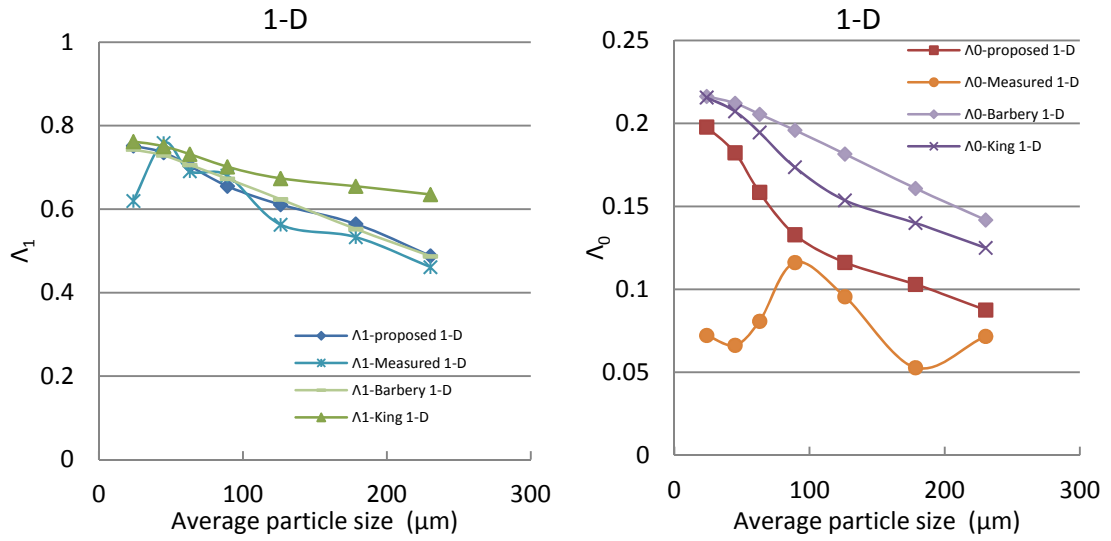 1-D
1
0.8
0.6
0.4
0.2
0
Λ1
Λ1-proposed 1-D
Λ1-Measured 1-D
Λ1-Barbery 1-D
Λ1-King 1-D
0 100 200 300
Average particle size (µm)
1-D
0.25
0.2
0.15
0.1
0.05
0
Λ0
Λ0-proposed 1-D
Λ0-Measured 1-D
Λ0-Barbery 1-D
Λ0-King 1-D
0 100 200 300
Average particle size (µm)